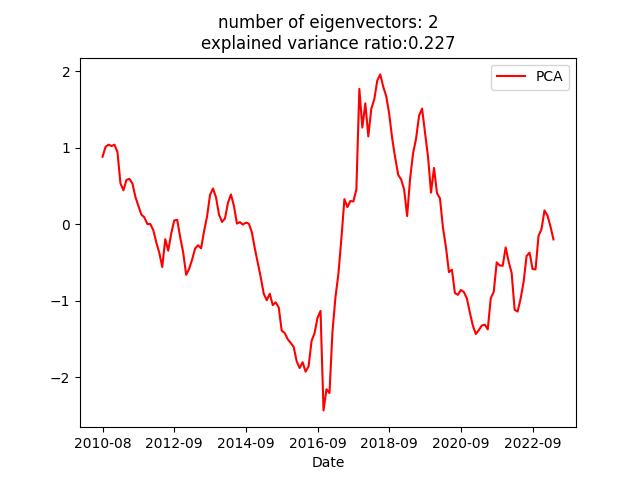 number of eigenvectors: 2
explained variance ratio:0.227
PCA
2
1
0
−1
−2
2010-08 2012-09 2014-09 2016-09 2018-09 2020-09 2022-09
Date